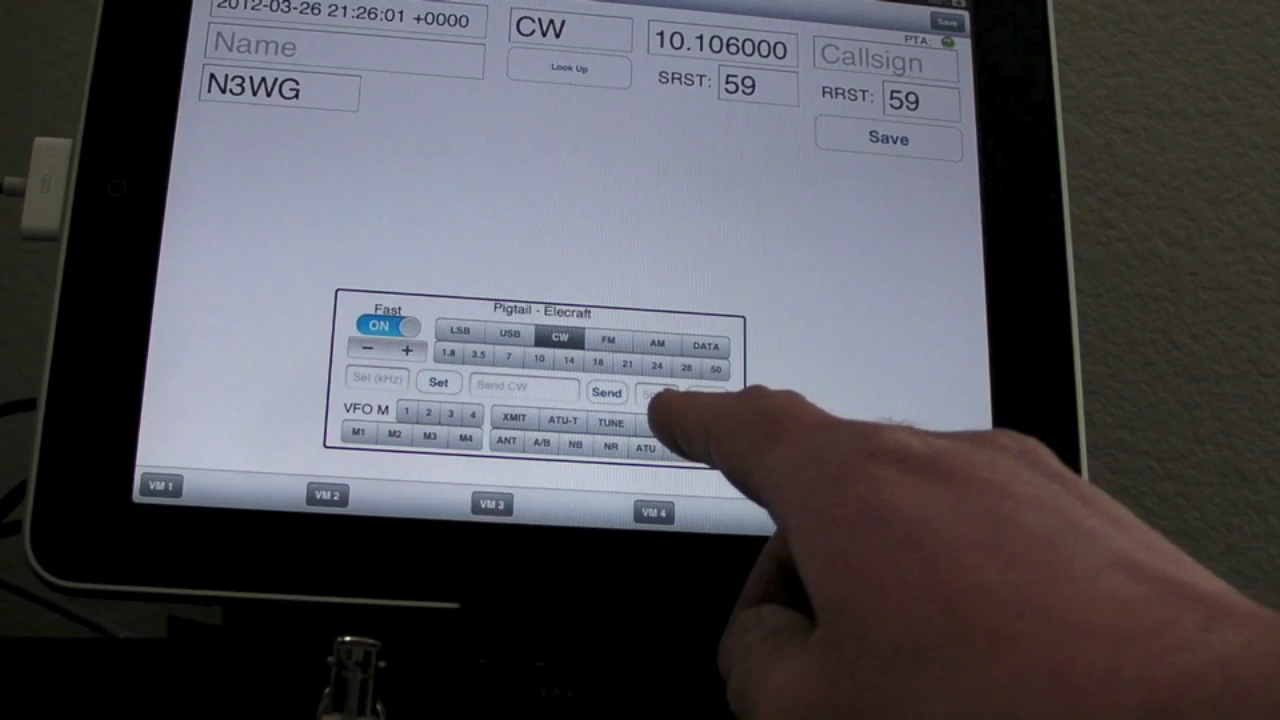 2012-03-26 21:26:01 +0000 CW 10.106000 PTA: Save
Name Look Up SRST: 59 Callsign
N3WG RRST: 59
Save
Pigtail - Elecraft
Fast
ON LSB USB CW FM AM DATA
− + 1.8 3.5 7 10 14 18 21 24 28 50
Set (kHz) Set Send CW Send
VFO M 1 2 3 4 XMIT ATU-T TUNE
M1 M2 M3 M4 ANT A/B NB NR ATU
VM 1 VM 2 VM 3 VM 4